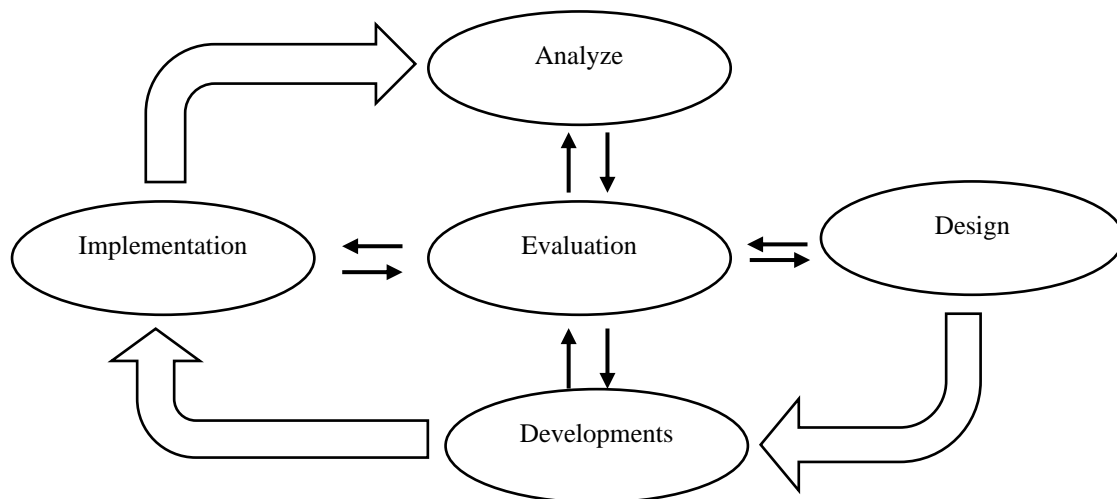 Analyze
Implementation
Evaluation
Design
Developments